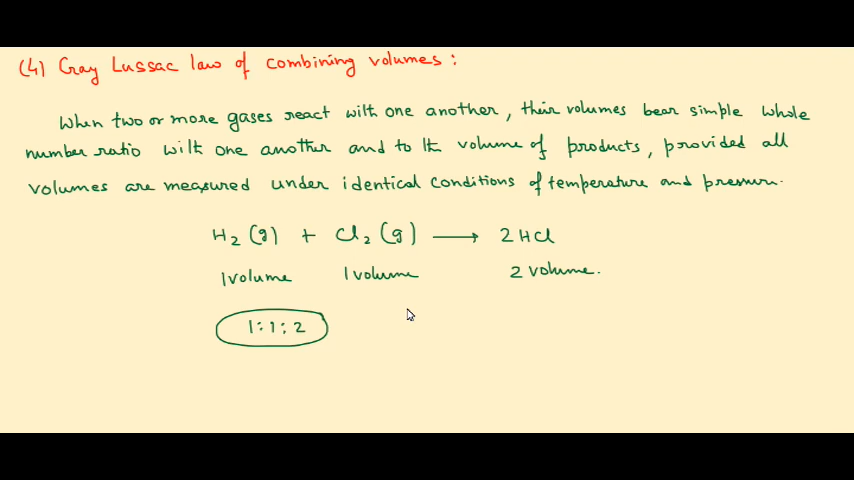 (4) Gay Lussac law of combining volumes :
When two or more gases react with one another, their volumes bear simple whole
number ratio with one another and to the volume of products, provided all
volumes are measured under identical conditions of temperature and pressure.
H2 (g) + Cl2 (g) → 2HCl
1 volume 1 volume 2 volume.
1:1:2